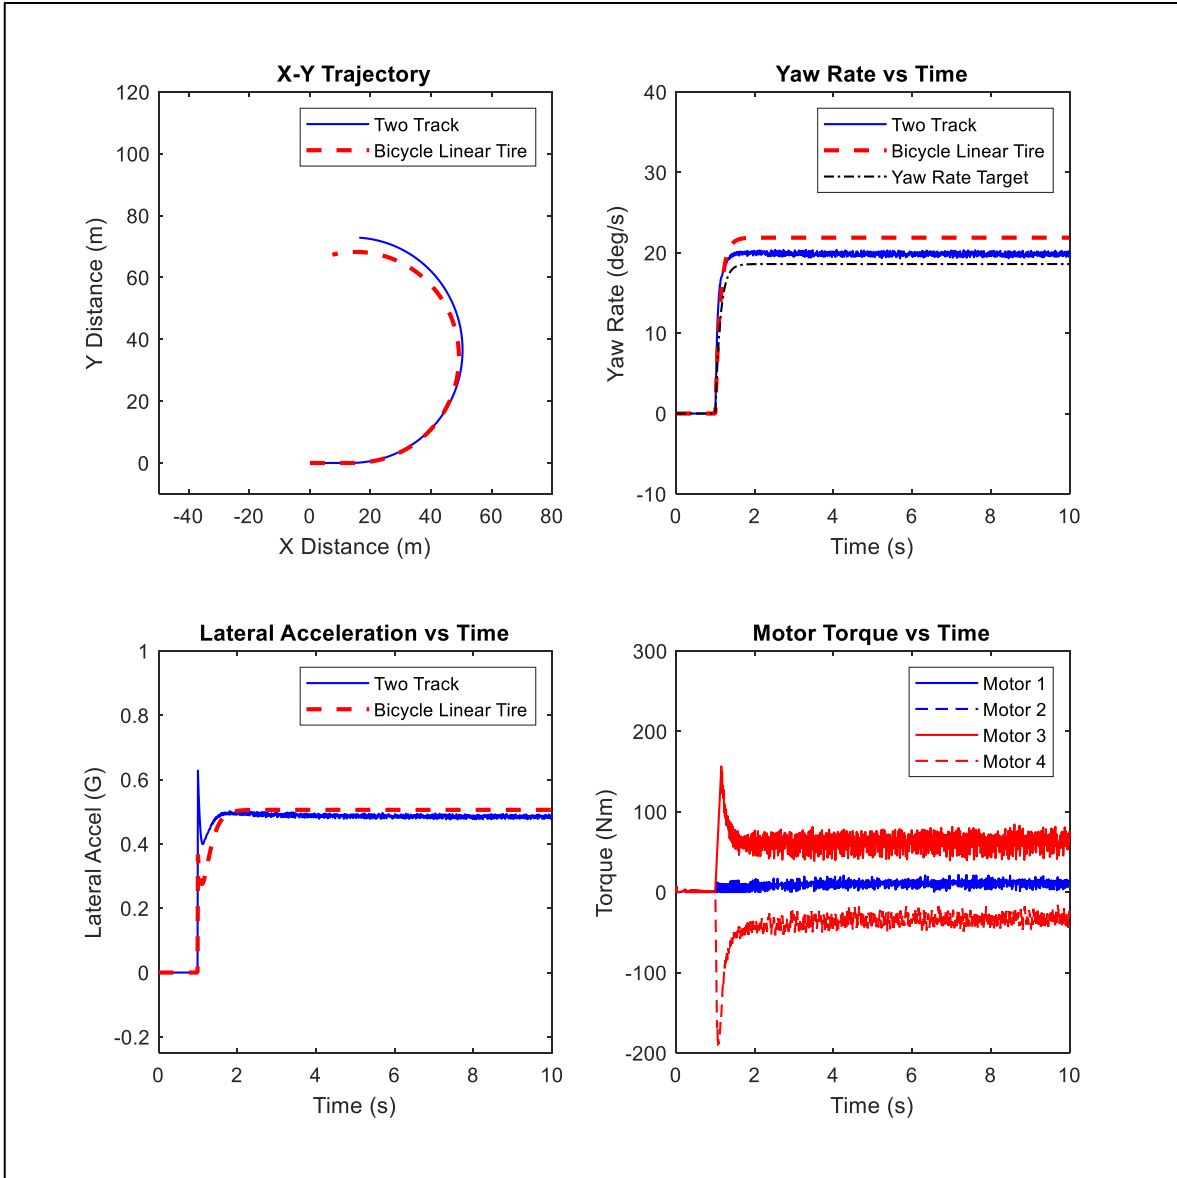 X-Y Trajectory
120
100
80
60
40
20
0
Y Distance (m)
-40 -20 0 20 40 60 80
X Distance (m)
Two Track
Bicycle Linear Tire
Yaw Rate vs Time
40
30
20
10
0
-10
Yaw Rate (deg/s)
0 2 4 6 8 10
Time (s)
Two Track
Bicycle Linear Tire
Yaw Rate Target
Lateral Acceleration vs Time
1
0.8
0.6
0.4
0.2
0
-0.2
Lateral Accel (G)
0 2 4 6 8 10
Time (s)
Two Track
Bicycle Linear Tire
Motor Torque vs Time
300
200
100
0
-100
-200
Torque (Nm)
0 2 4 6 8 10
Time (s)
Motor 1
Motor 2
Motor 3
Motor 4